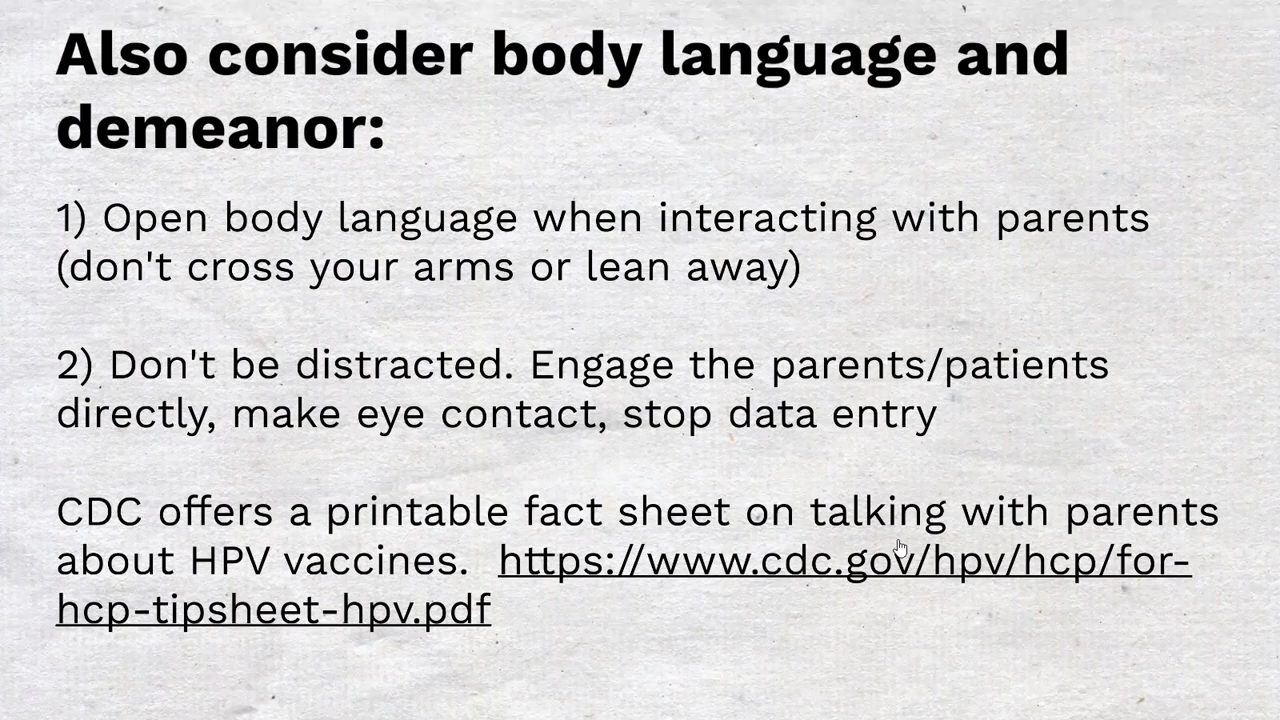 Also consider body language and
demeanor:
1) Open body language when interacting with parents
(don't cross your arms or lean away)
2) Don't be distracted. Engage the parents/patients
directly, make eye contact, stop data entry
CDC offers a printable fact sheet on talking with parents
about HPV vaccines. https://www.cdc.gov/hpv/hcp/for-
hcp-tipsheet-hpv.pdf